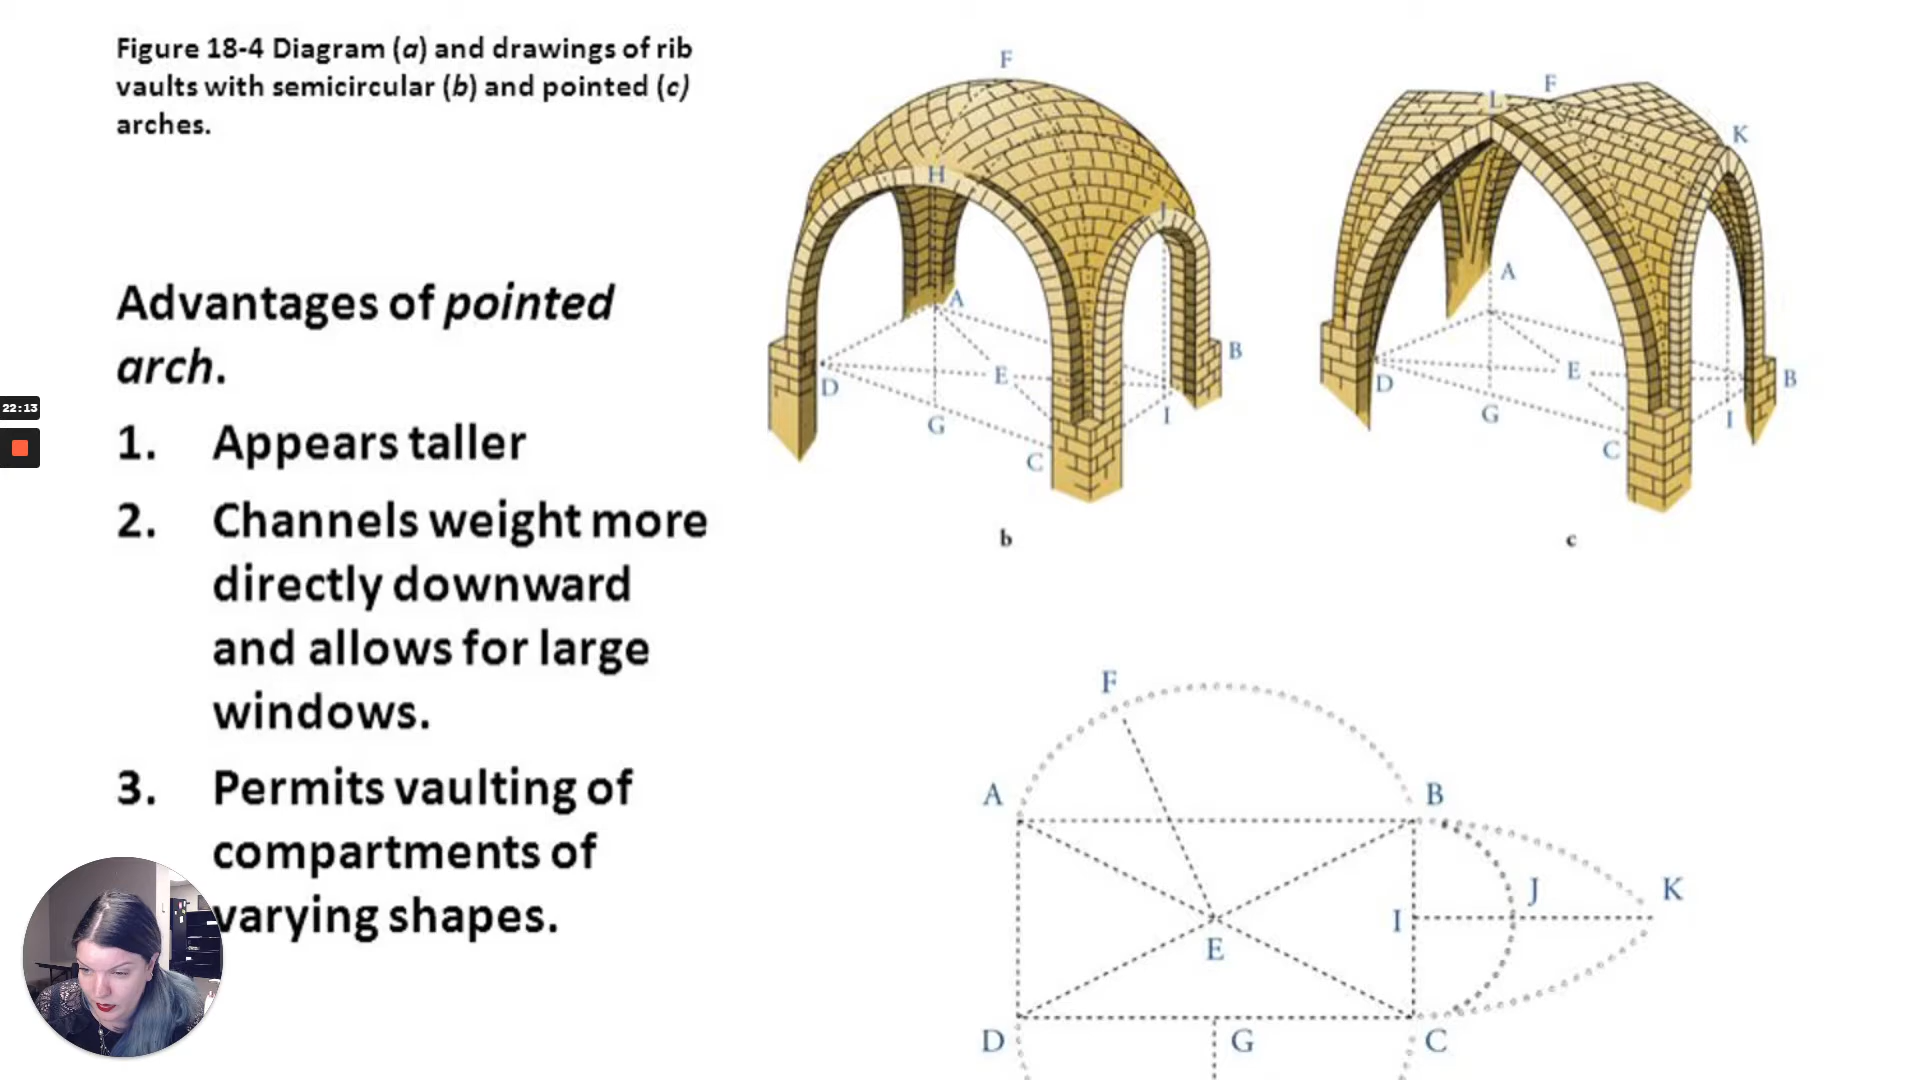 Figure 18-4 Diagram (a) and drawings of rib
vaults with semicircular (b) and pointed (c)
arches.
Advantages of pointed
arch.
1. Appears taller
2. Channels weight more
directly downward
and allows for large
windows.
3. Permits vaulting of
compartments of
varying shapes.
22:13
F
H
J
A
B
D
E
G
I
C
b
L
F
K
A
D
E
B
G
I
C
c
F
A
B
J
K
I
E
D
G
C